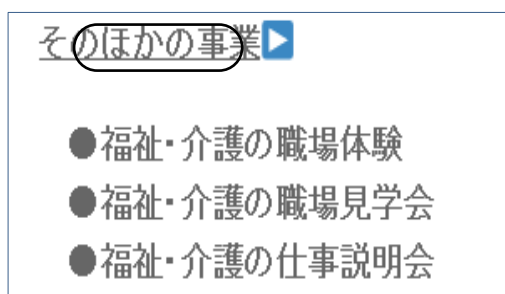 そのほかの事業▶
●福祉・介護の職場体験
●福祉・介護の職場見学会
●福祉・介護の仕事説明会